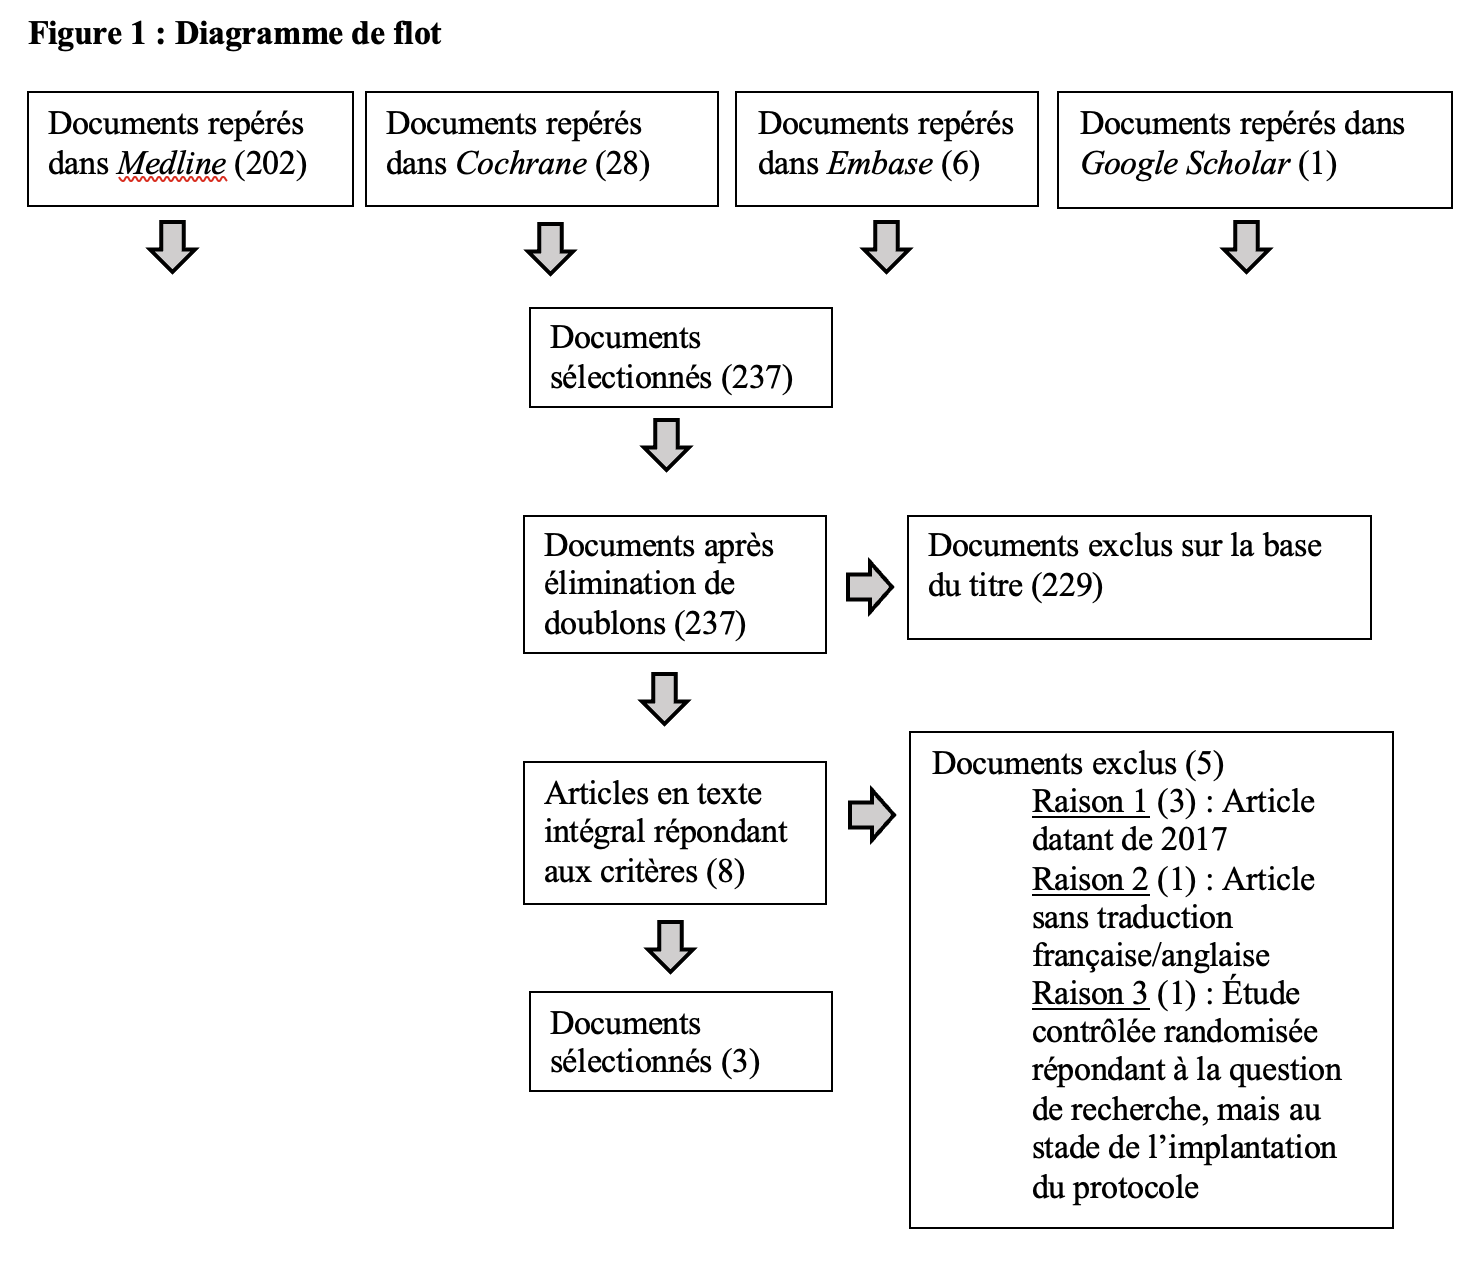 Figure 1 : Diagramme de flot
Documents repérés
dans Medline (202)
Documents repérés
dans Cochrane (28)
Documents repérés
dans Embase (6)
Documents repérés dans
Google Scholar (1)
Documents
sélectionnés (237)
Documents après
élimination de
doublons (237)
Documents exclus sur la base
du titre (229)
Articles en texte
intégral répondant
aux critères (8)
Documents exclus (5)
Raison 1 (3) : Article
datant de 2017
Raison 2 (1) : Article
sans traduction
française/anglaise
Raison 3 (1) : Étude
contrôlée randomisée
répondant à la question
de recherche, mais au
stade de l’implantation
du protocole
Documents
sélectionnés (3)